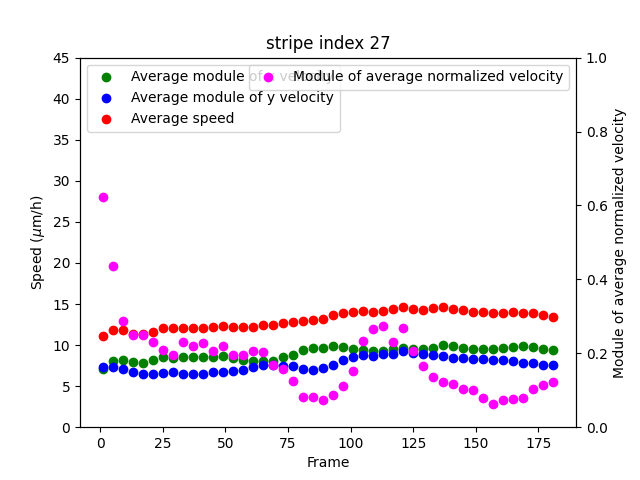 stripe index 27
Average module of
velocity
Average module of y velocity
Average speed
Module of average normalized velocity
45
40
35
30
25
20
15
10
5
0
Speed (μm/h)
1.0
0.8
0.6
0.4
0.2
0.0
Module of average normalized velocity
0
25
50
75
100
125
150
175
Frame